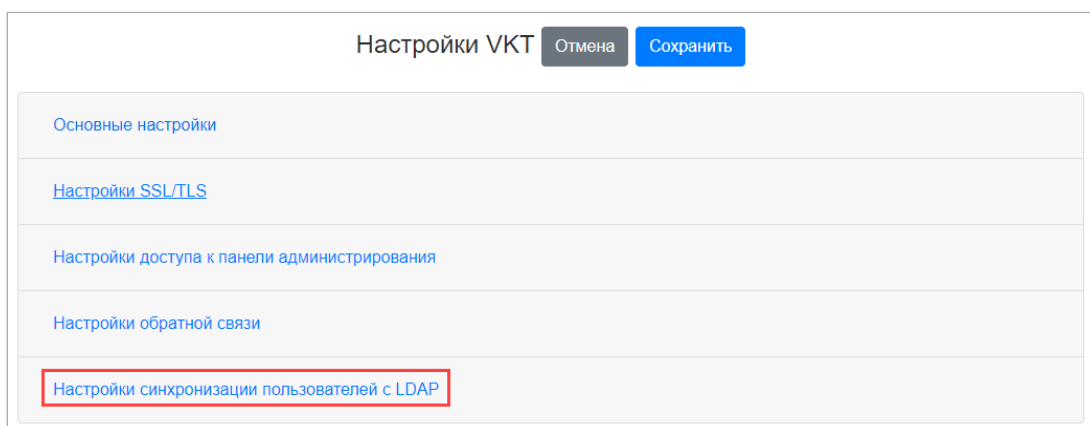 Настройки VKT Отмена Сохранить
Основные настройки
Настройки SSL/TLS
Настройки доступа к панели администрирования
Настройки обратной связи
Настройки синхронизации пользователей с LDAP